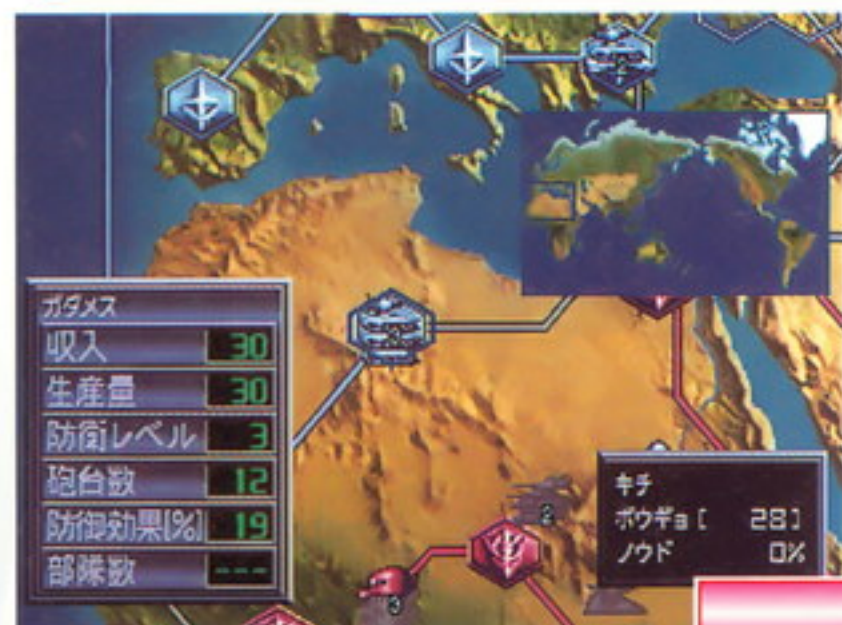 ガダメス
収入 30
生産量 30
防衛レベル 3
砲台数 12
防御効果[%] 19
部隊数 ---
2
3
キチ
ボウギョ [ 28]
ノウド 0%